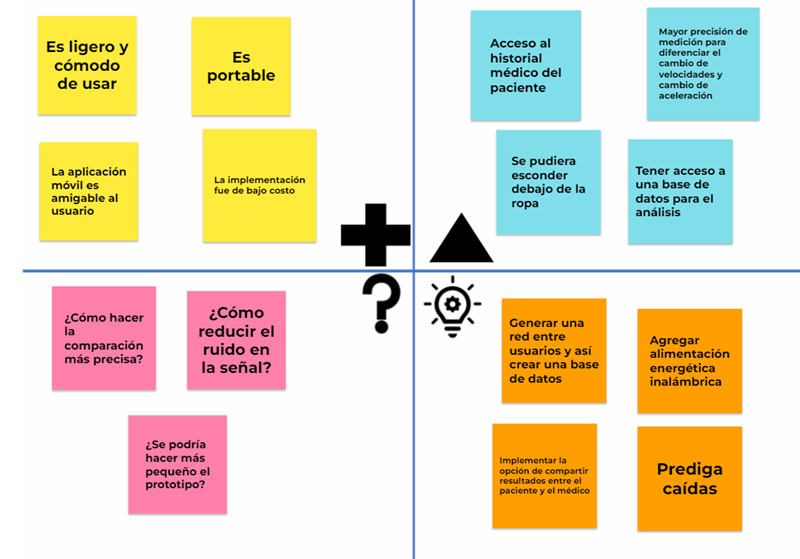 Es ligero y
cómodo
de usar
Es
portable
La aplicación
móvil es
amigable al
usuario
La implementación
fue de bajo costo
Acceso al
historial
médico del
paciente
Mayor precisión de
medición para
diferenciar el
cambio de
velocidades y
cambio de
aceleración
Se pudiera
esconder
debajo de la
ropa
Tener acceso a
una base de
datos para el
análisis
¿Cómo hacer
la
comparación
más precisa?
¿Cómo
reducir el
ruido en
la señal?
¿Se podría
hacer más
pequeño el
prototipo?
Generar una
red entre
usuarios y así
crear una base
de datos
Agregar
alimentación
energética
inalámbrica
Implementar la
opción de compartir
resultados entre el
paciente y el médico
Prediga
caídas